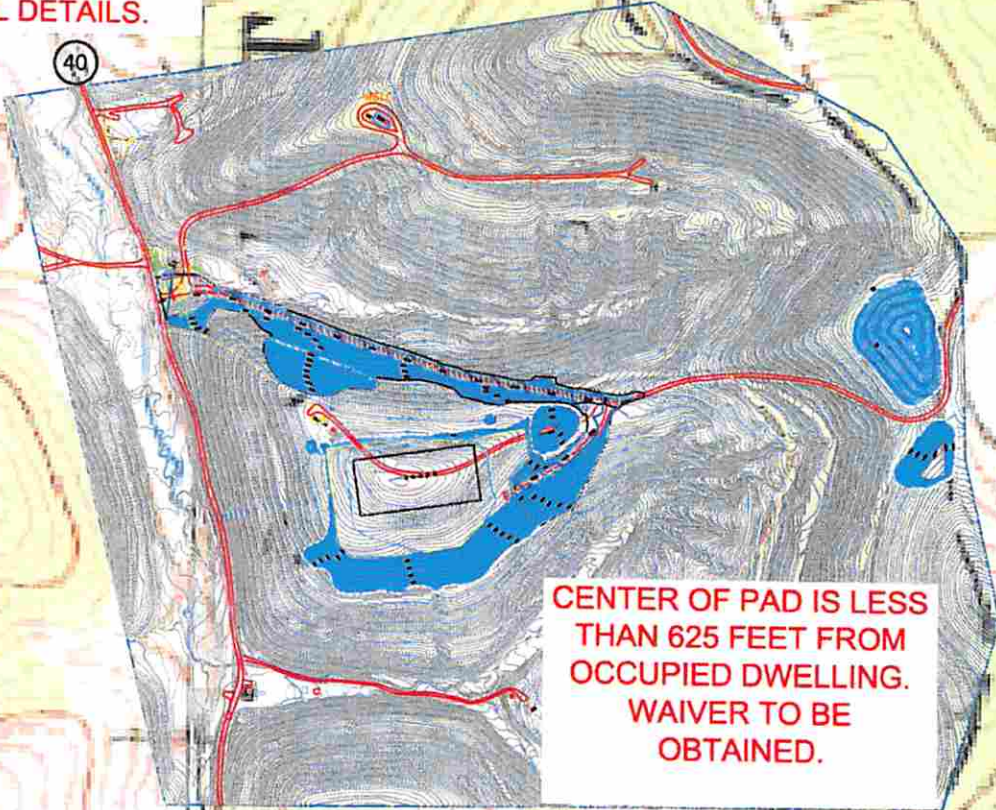 L DETAILS.
40
CENTER OF PAD IS LESS
THAN 625 FEET FROM
OCCUPIED DWELLING.
WAIVER TO BE
OBTAINED.